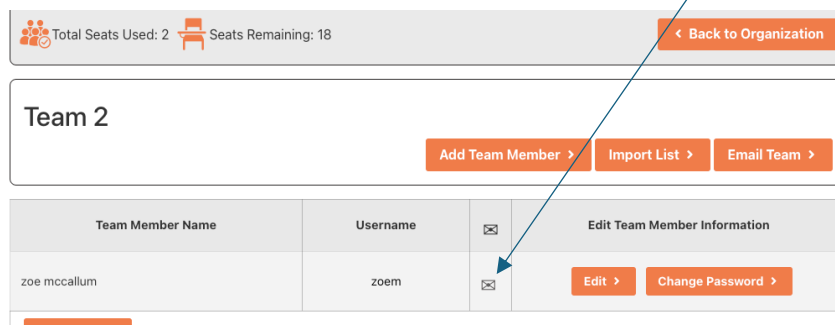 Total Seats Used: 2 Seats Remaining: 18 Back to Organization
Team 2
Add Team Member Import List Email Team
Team Member Name Username Edit Team Member Information
zoe mccallum zoem Edit Change Password